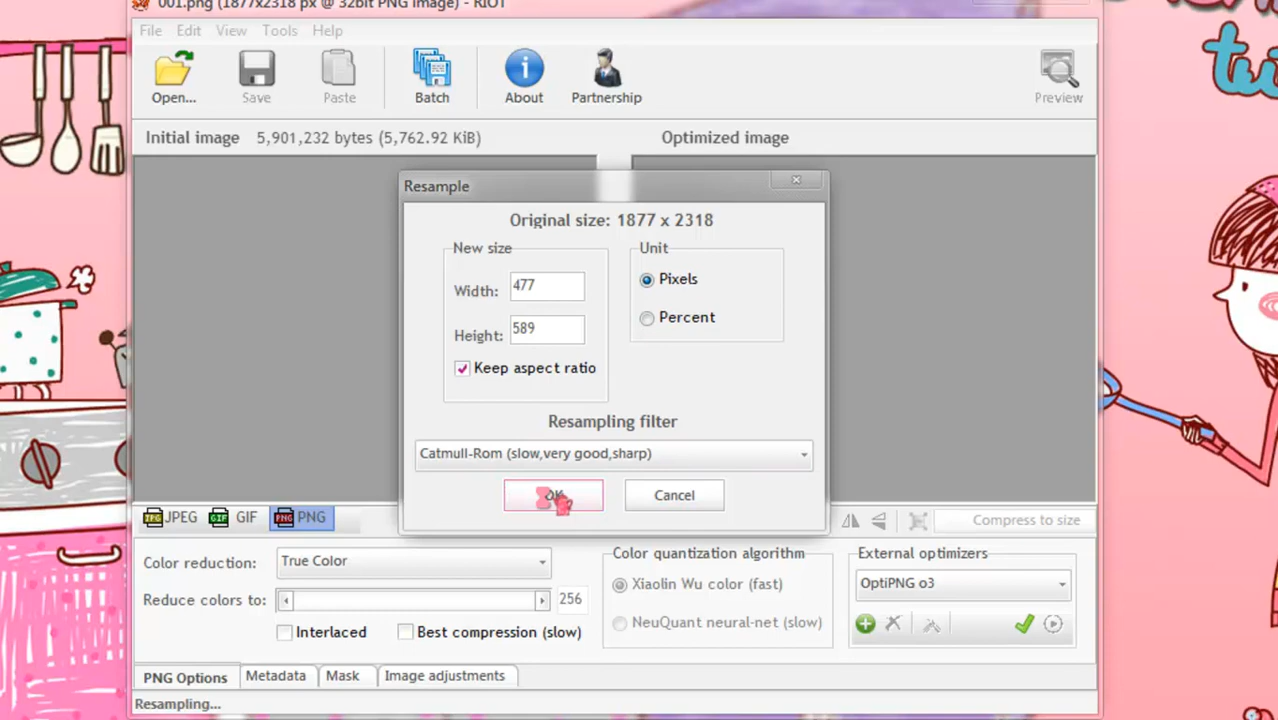 001.png (1877x2318 px @ 32bit PNG image) - RIOT
File Edit View Tools Help
Open... Save Paste Batch About Partnership Preview
Initial image 5,901,232 bytes (5,762.92 KiB) Optimized image
Resample
Original size: 1877 x 2318
New size Unit
Width: 477 Pixels
Height: 589 Percent
Keep aspect ratio
Resampling filter
Catmull-Rom (slow,very good,sharp)
OK Cancel
JPEG GIF PNG Compress to size
Color reduction: True Color
Reduce colors to: 256
Interlaced Best compression (slow)
Color quantization algorithm
Xiaolin Wu color (fast)
NeuQuant neural-net (slow)
External optimizers
OptiPNG o3
PNG Options Metadata Mask Image adjustments
Resampling...